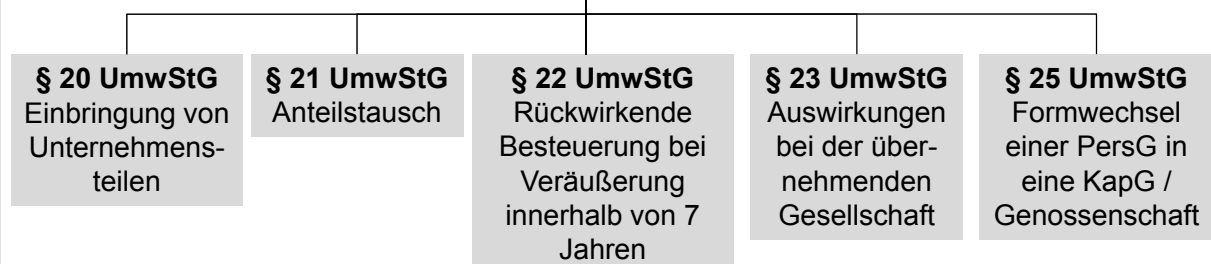 § 20 UmwStG
Einbringung von
Unternehmens-
teilen
§ 21 UmwStG
Anteilstausch
§ 22 UmwStG
Rückwirkende
Besteuerung bei
Veräußerung
innerhalb von 7
Jahren
§ 23 UmwStG
Auswirkungen
bei der über-
nehmenden
Gesellschaft
§ 25 UmwStG
Formwechsel
einer PersG in
eine KapG /
Genossenschaft